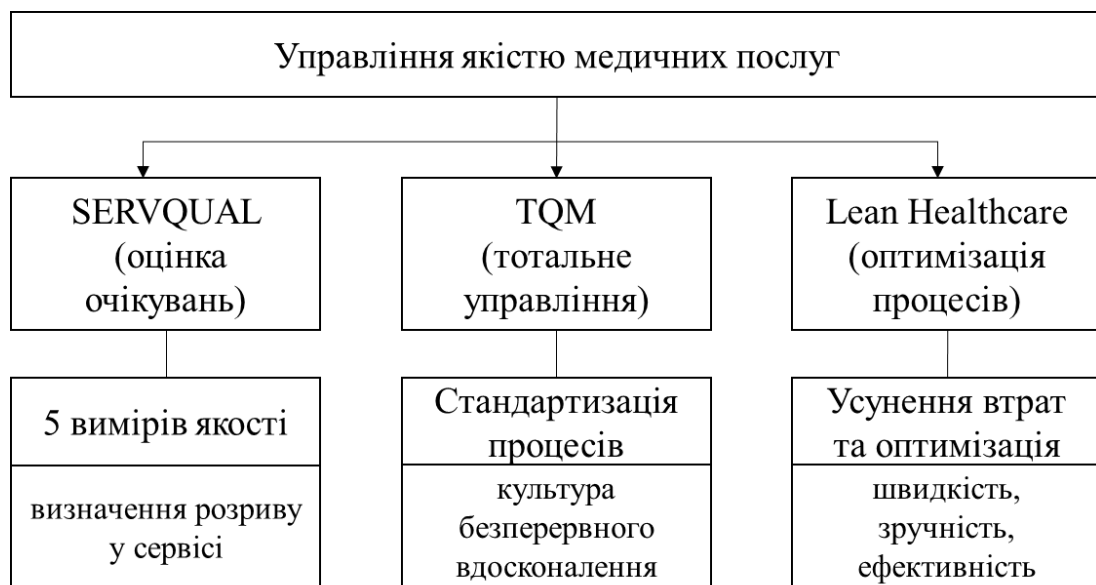 Управління якістю медичних послуг
SERVQUAL
(оцінка
очікувань)
TQM
(тотальне
управління)
Lean Healthcare
(оптимізація
процесів)
5 вимірів якості
визначення розриву
у сервісі
Стандартизація
процесів
культура
безперервного
вдосконалення
Усунення втрат
та оптимізація
швидкість,
зручність,
ефективність